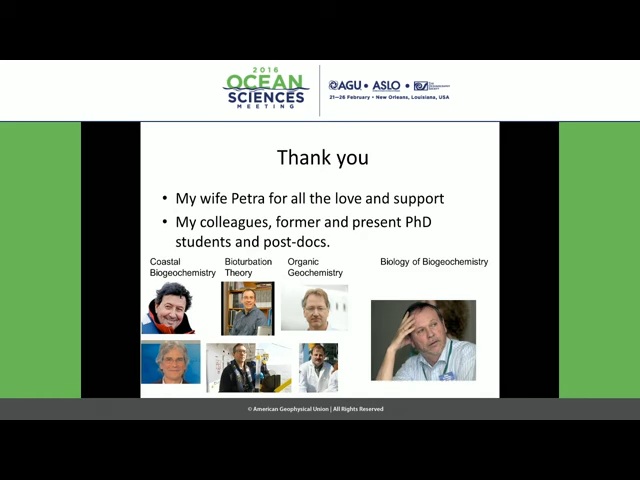 2016
OCEAN
SCIENCES
MEETING
AGU • ASLO •
21–26 February • New Orleans, Louisiana, USA
Thank you
• My wife Petra for all the love and support
• My colleagues, former and present PhD
students and post-docs.
Coastal
Biogeochemistry
Bioturbation
Theory
Organic
Geochemistry
Biology of Biogeochemistry
© American Geophysical Union | All Rights Reserved